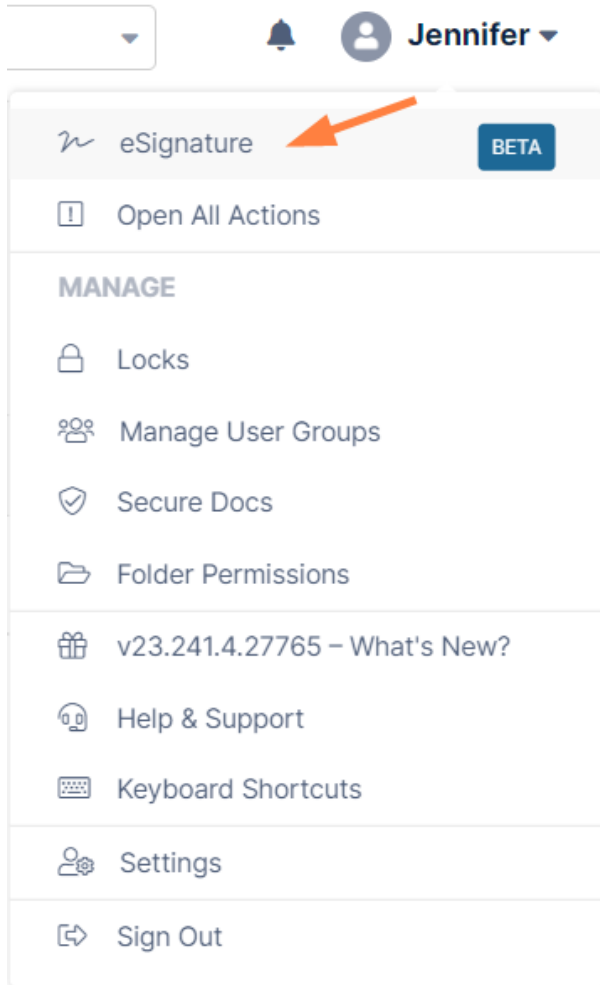 Jennifer
eSignature BETA
Open All Actions
MANAGE
Locks
Manage User Groups
Secure Docs
Folder Permissions
v23.241.4.27765 – What's New?
Help & Support
Keyboard Shortcuts
Settings
Sign Out